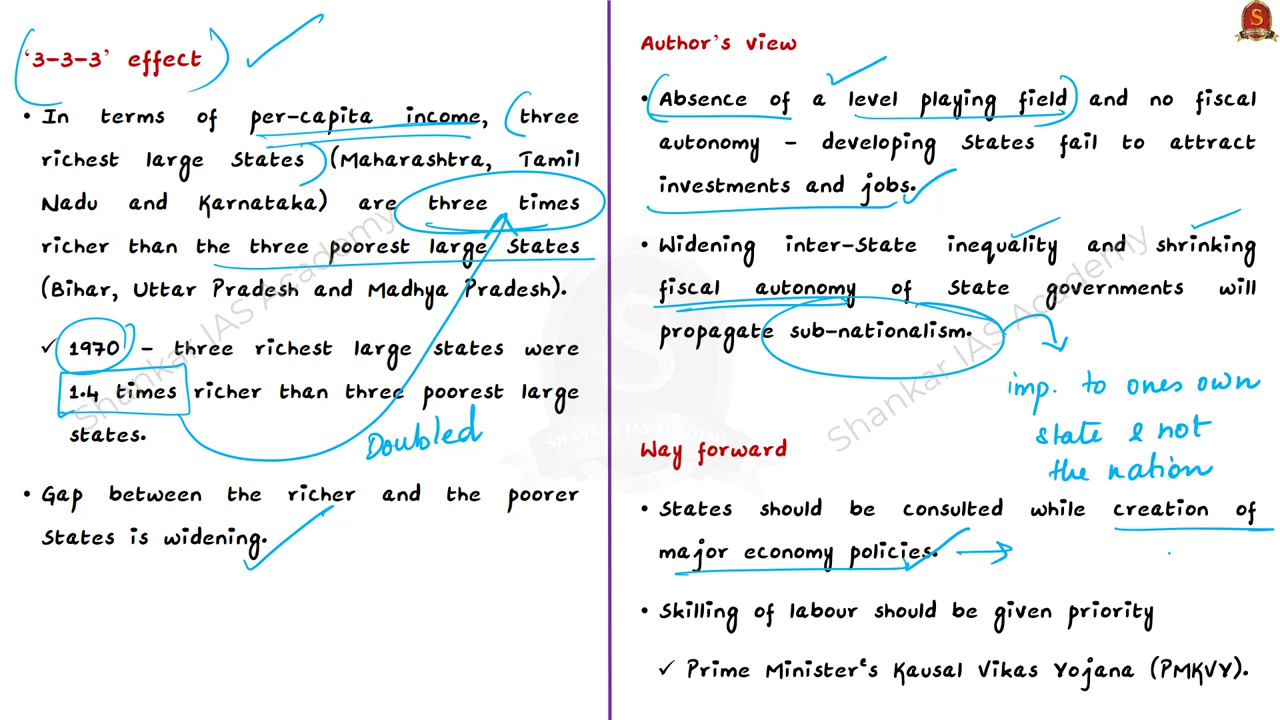 '3-3-3' effect
• In terms of per-capita income, three
richest large States (Maharashtra, Tamil
Nadu and Karnataka) are three times
richer than the three poorest large States
(Bihar, Uttar Pradesh and Madhya Pradesh).
✓ 1970 – three richest large states were
1.4 times richer than three poorest large
states.
Doubled
• Gap between the richer and the poorer
States is widening.
Author's view
• Absence of a level playing field and no fiscal
autonomy – developing States fail to attract
investments and jobs.
• Widening inter-State inequality and shrinking
fiscal autonomy of State governments will
propagate sub-nationalism.
imp. to ones own
state & not
the nation
Way forward
• States should be consulted while creation of
major economy policies.
• Skilling of labour should be given priority
✓ Prime Minister's Kausal Vikas Yojana (PMKVY).
Shankar IAS Academy
Shankar IAS Academy
SHANKAR IAS ACADEMY
S
S